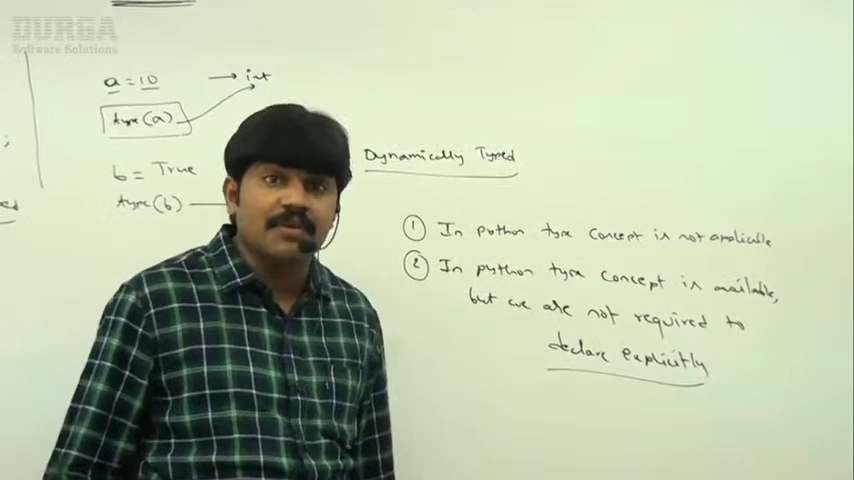 DURGA
Software Solutions
a = 10 → int
type(a)
b = True
type(b)
;
ed
Dynamically Typed
① In python type concept is not applicable
② In python type concept is available,
but we are not required to
declare explicitly